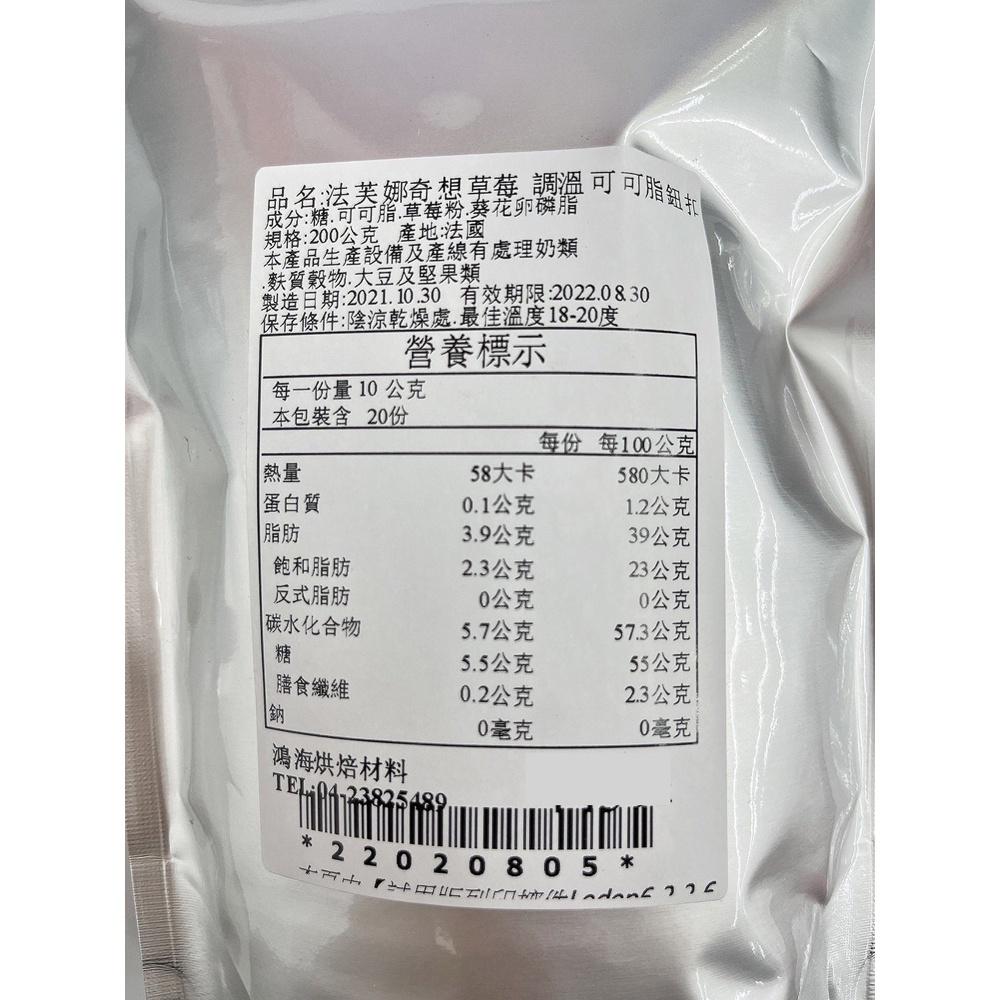 品名:法芙娜奇想草莓 調溫可可脂鈕扣
成分:糖.可可脂.草莓粉.葵花卵磷脂
規格:200公克 產地:法國
本產品生產設備及產線有處理奶類
.麩質穀物.大豆及堅果類
製造日期:2021.10.30 有效期限:2022.08.30
保存條件:陰涼乾燥處.最佳溫度18-20度
營養標示
每一份量 10 公克
本包裝含 20份
每份 每100公克
熱量 58大卡 580大卡
蛋白質 0.1公克 1.2公克
脂肪 3.9公克 39公克
飽和脂肪 2.3公克 23公克
反式脂肪 0公克 0公克
碳水化合物 5.7公克 57.3公克
糖 5.5公克 55公克
膳食纖維 0.2公克 2.3公克
鈉 0毫克 0毫克
鴻海烘焙材料
TEL:04-23825489
*22020805*